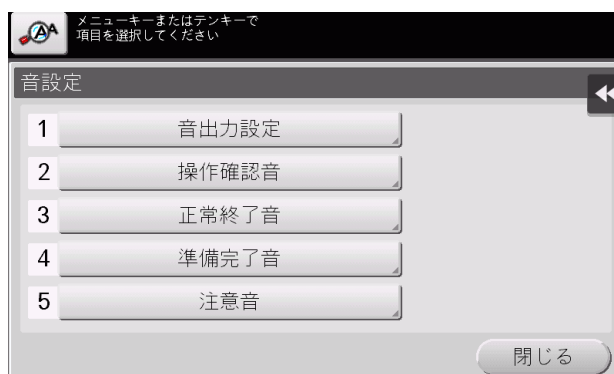 メニューキーまたはテンキーで
項目を選択してください
音設定
1 音出力設定
2 操作確認音
3 正常終了音
4 準備完了音
5 注意音
閉じる